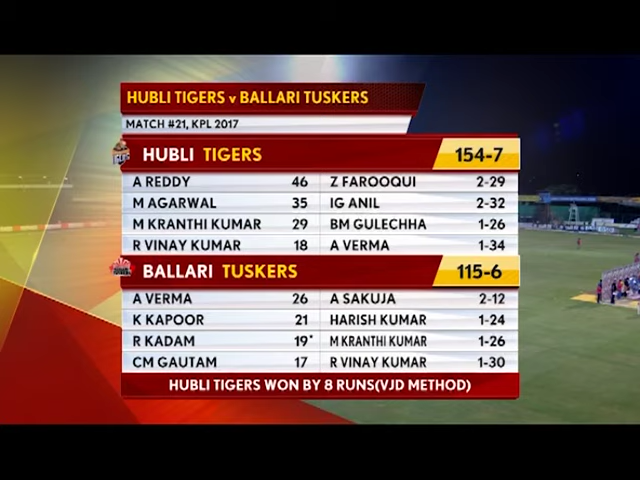 HUBLI TIGERS v BALLARI TUSKERS
MATCH #21, KPL 2017
HUBLI TIGERS 154-7
A REDDY 46 Z FAROOQUI 2-29
M AGARWAL 35 IG ANIL 2-32
M KRANTHI KUMAR 29 BM GULECHHA 1-26
R VINAY KUMAR 18 A VERMA 1-34
BALLARI TUSKERS 115-6
A VERMA 26 A SAKUJA 2-12
K KAPOOR 21 HARISH KUMAR 1-24
R KADAM 19* M KRANTHI KUMAR 1-26
CM GAUTAM 17 R VINAY KUMAR 1-30
HUBLI TIGERS WON BY 8 RUNS(VJD METHOD)